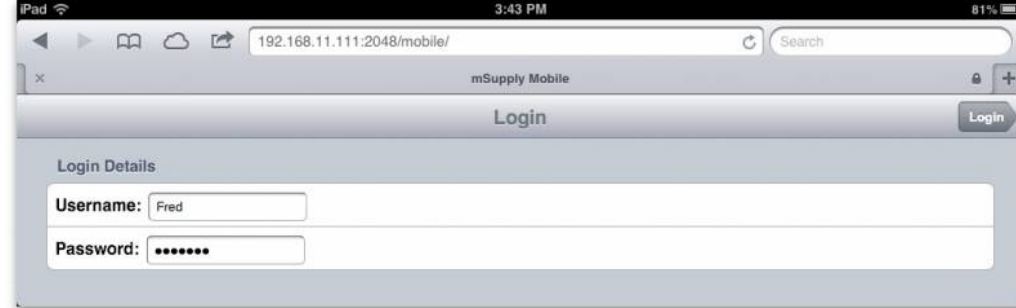 iPad 3:43 PM 81%
192.168.11.111:2048/mobile/ Search
mSupply Mobile
Login Login
Login Details
Username: Fred
Password: •••••••